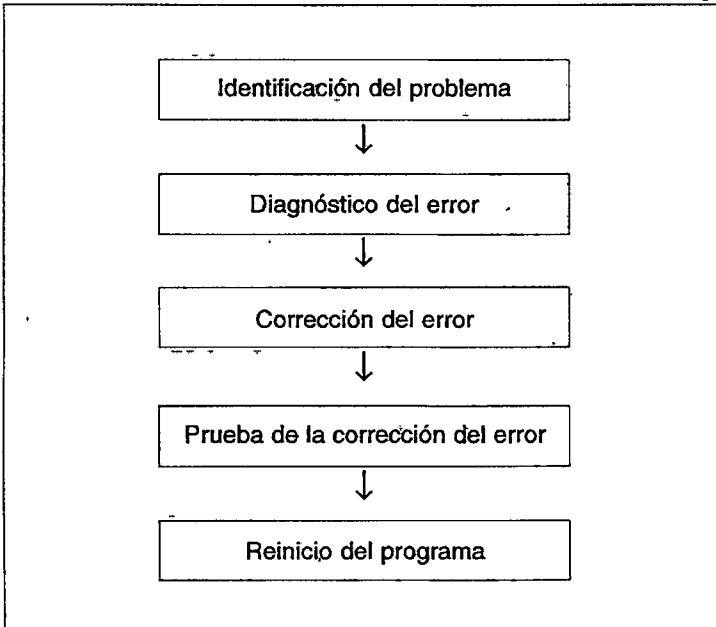 Identificación del problema
Diagnóstico del error
Corrección del error
Prueba de la corrección del error
Reinicio del programa